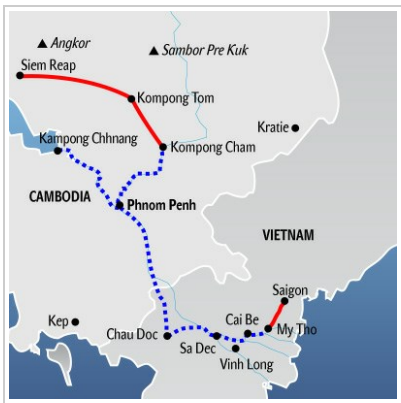 Angkor
Sambor Pre Kuk
Siem Reap
Kompong Tom
Kratie
Kampong Chhnang
Kompong Cham
CAMBODIA
Phnom Penh
VIETNAM
Saigon
Kep
Chau Doc
Cai Be
My Tho
Sa Dec
Vinh Long